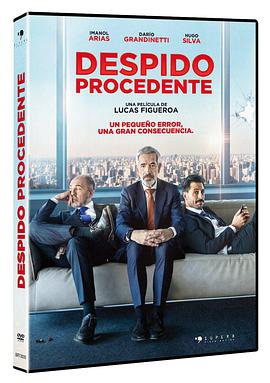 IMANOL
ARIAS
DARÍO
GRANDINETTI
HUGO
SILVA
DESPIDO
PROCEDENTE
UNA PELÍCULA DE
LUCAS FIGUEROA
UN PEQUEÑO ERROR,
UNA GRAN CONSECUENCIA.
SUPERB
DESPIDO PROCEDENTE
DVD